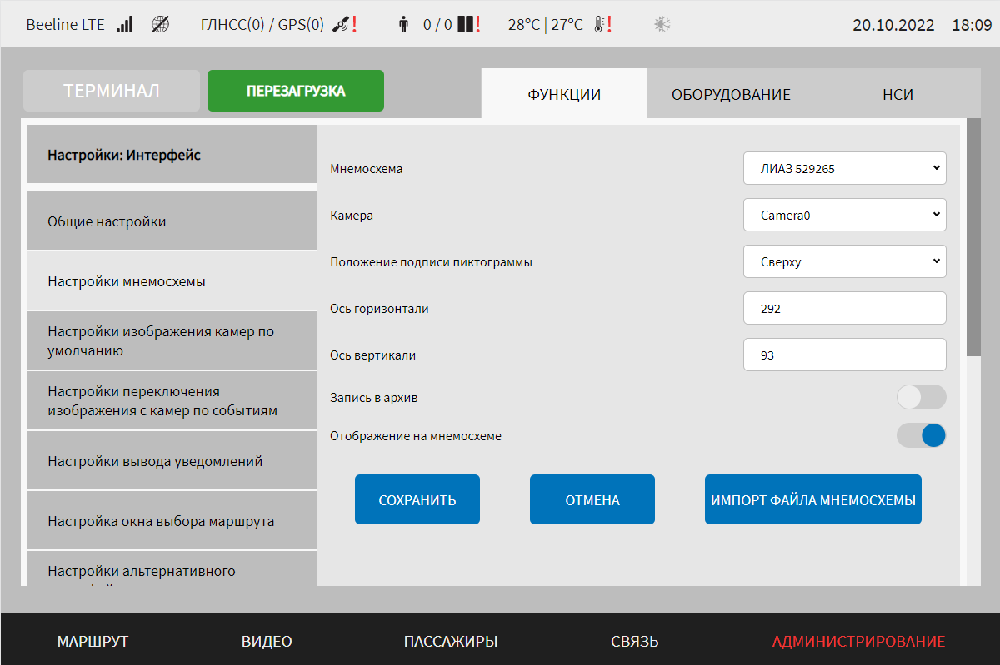 Beeline LTE ГЛНСС(0) / GPS(0) ! 0 / 0 ! 28°C | 27°C ! 20.10.2022 18:09
ТЕРМИНАЛ ПЕРЕЗАГРУЗКА ФУНКЦИИ ОБОРУДОВАНИЕ НСИ
Настройки: Интерфейс
Общие настройки
Настройки мнемосхемы
Настройки изображения камер по
умолчанию
Настройки переключения
изображения с камер по событиям
Настройки вывода уведомлений
Настройка окна выбора маршрута
Настройки альтернативного
Мнемосхема ЛИАЗ 529265
Камера Camera0
Положение подписи пиктограммы Сверху
Ось горизонтали 292
Ось вертикали 93
Запись в архив
Отображение на мнемосхеме
СОХРАНИТЬ ОТМЕНА ИМПОРТ ФАЙЛА МНЕМОСХЕМЫ
МАРШРУТ ВИДЕО ПАССАЖИРЫ СВЯЗЬ АДМИНИСТРИРОВАНИЕ